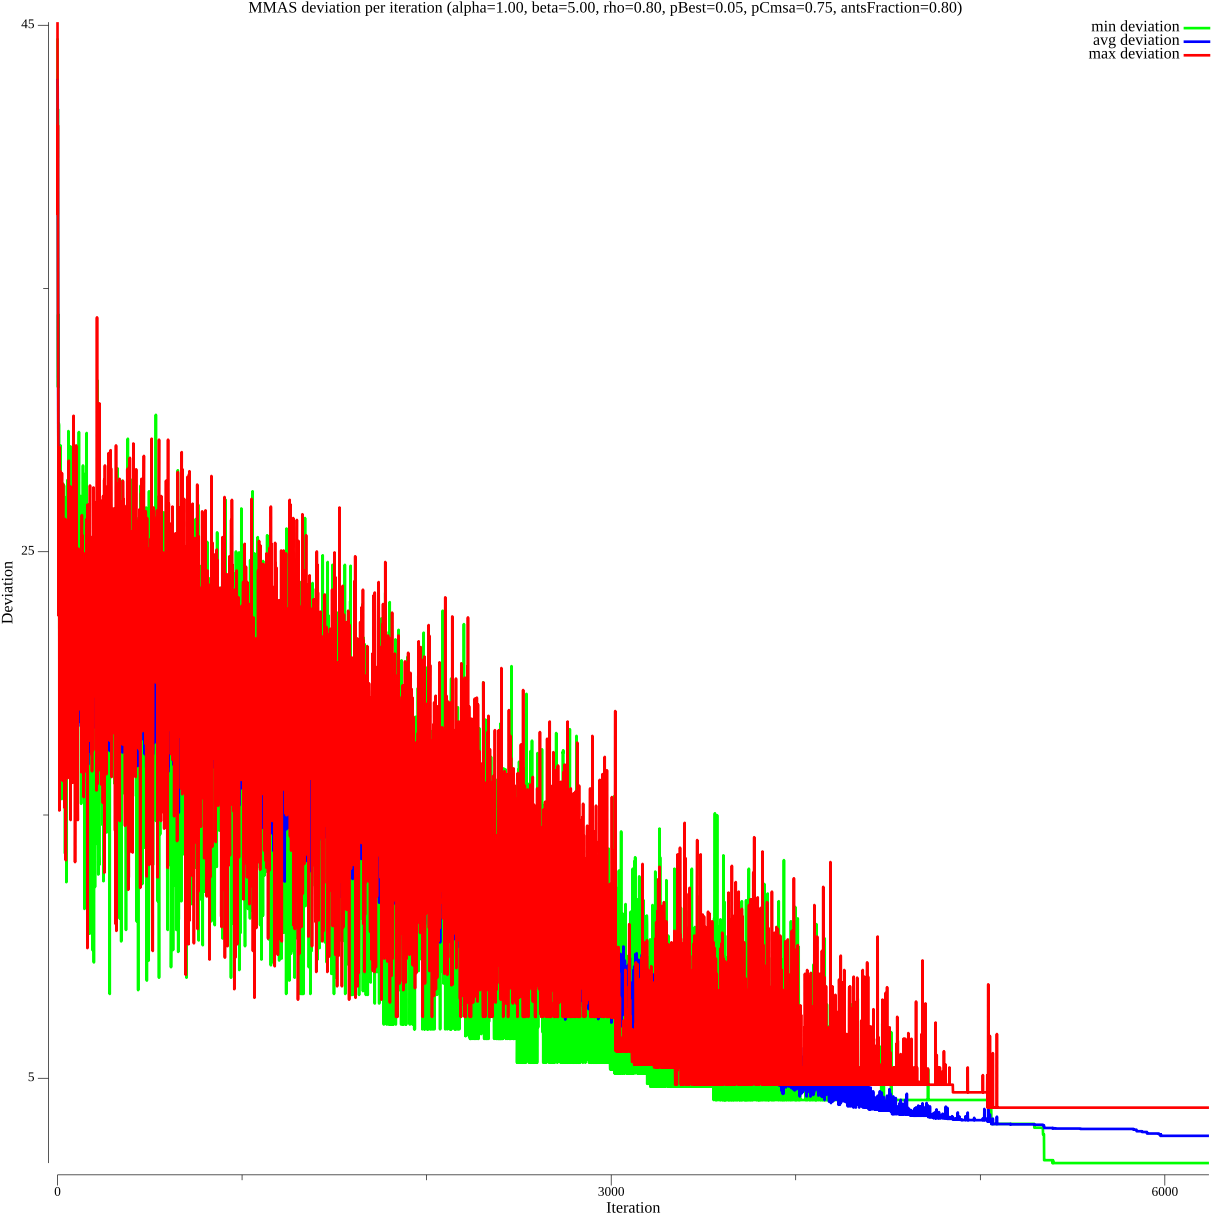 MMAS deviation per iteration (alpha=1.00, beta=5.00, rho=0.80, pBest=0.05, pCmsa=0.75, antsFraction=0.80)
min deviation
avg deviation
max deviation
45
25
5
Deviation
0
3000
6000
Iteration